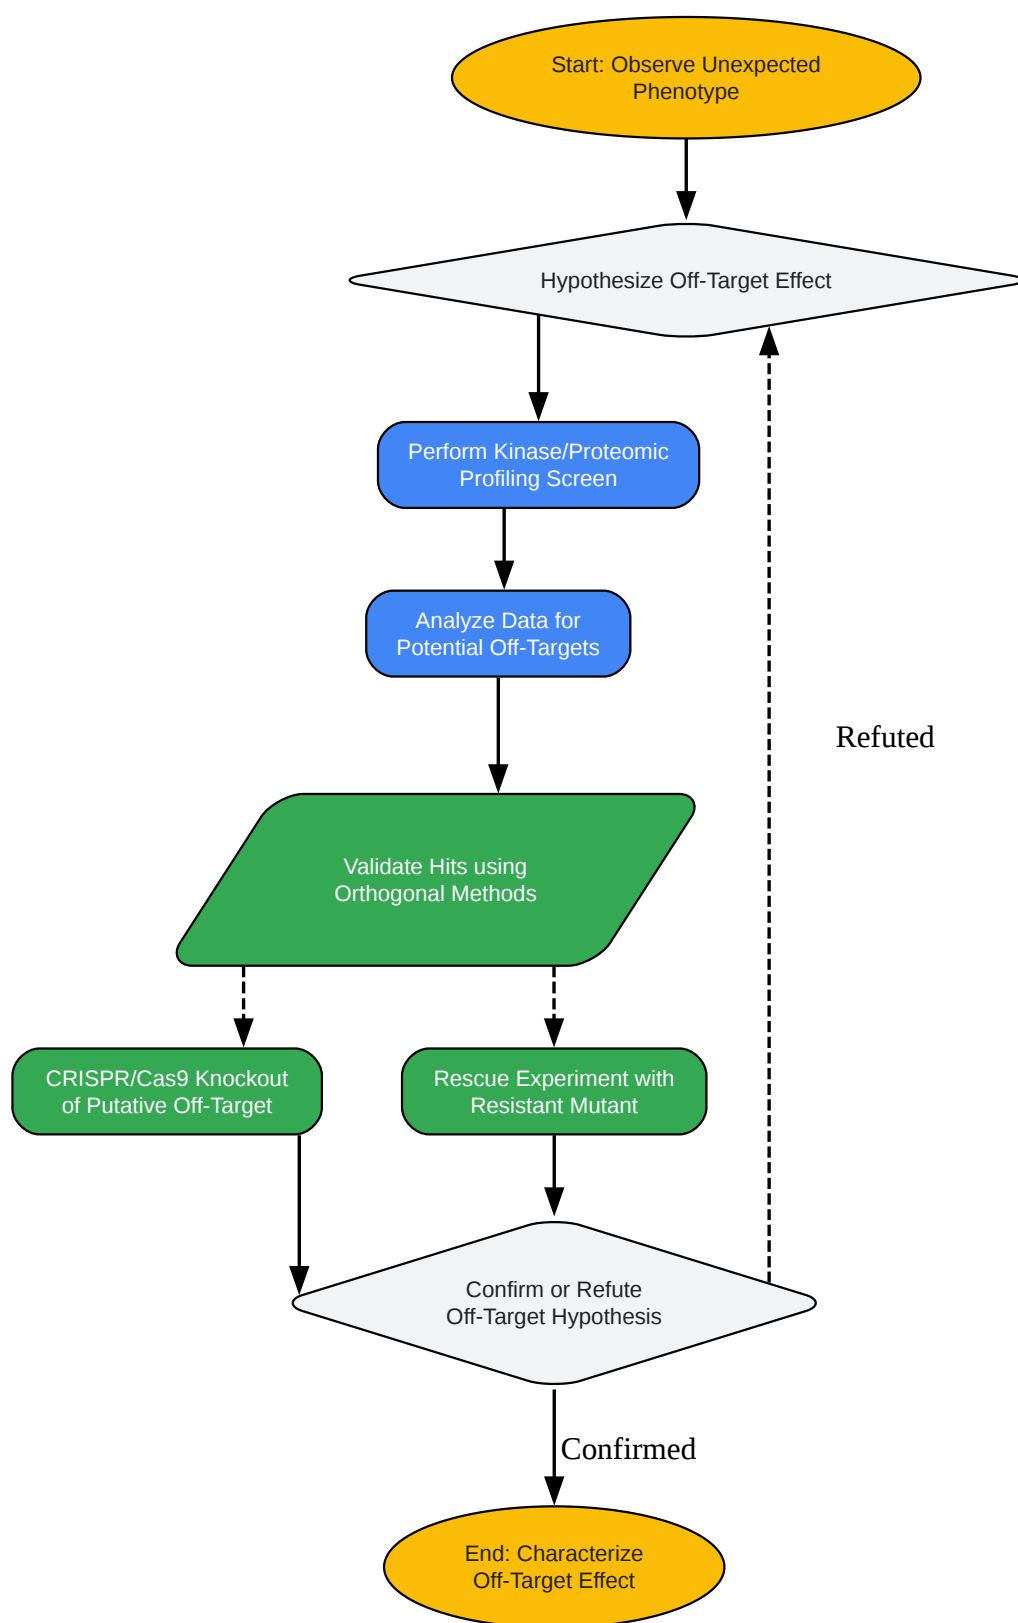 Start: Observe Unexpected
Phenotype
Hypothesize Off-Target Effect
Perform Kinase/Proteomic
Profiling Screen
Analyze Data for
Potential Off-Targets
Refuted
Validate Hits using
Orthogonal Methods
CRISPR/Cas9 Knockout
of Putative Off-Target
Rescue Experiment with
Resistant Mutant
Confirm or Refute
Off-Target Hypothesis
Confirmed
End: Characterize
Off-Target Effect